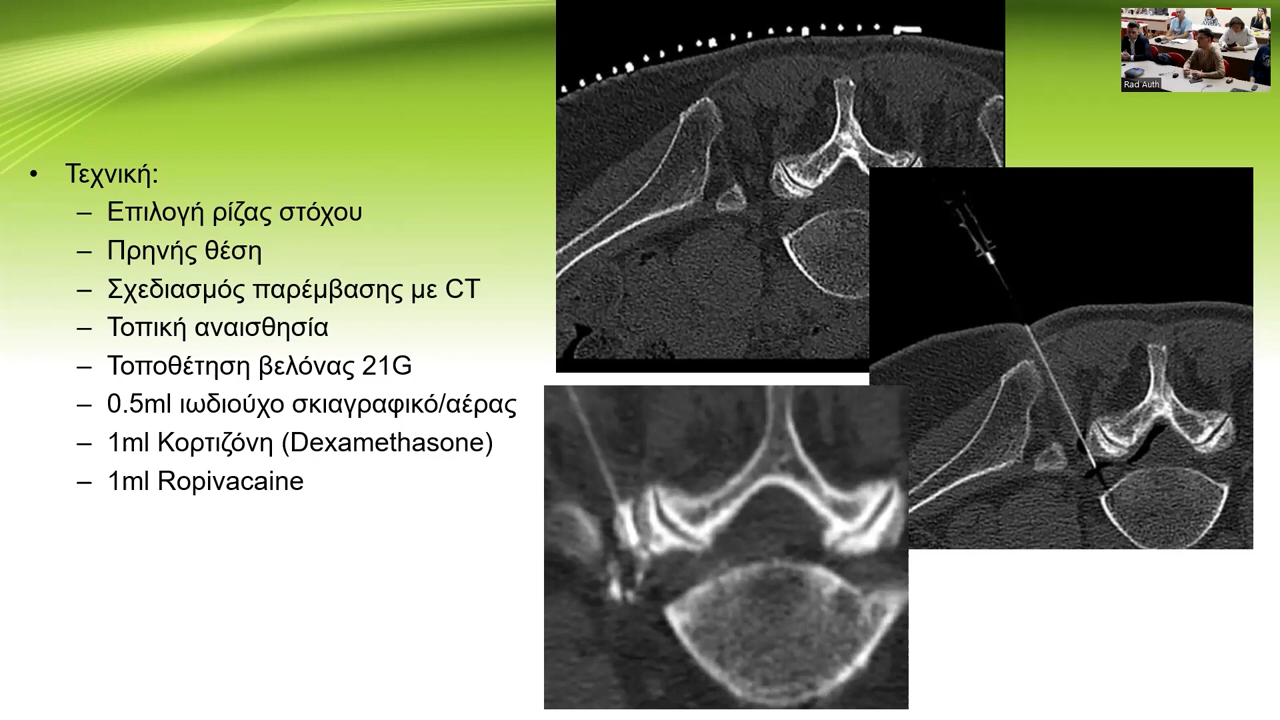 • Τεχνική:
– Επιλογή ρίζας στόχου
– Πρηνής θέση
– Σχεδιασμός παρέμβασης με CT
– Τοπική αναισθησία
– Τοποθέτηση βελόνας 21G
– 0.5ml ιωδιούχο σκιαγραφικό/αέρας
– 1ml Κορτιζόνη (Dexamethasone)
– 1ml Ropivacaine
Rad Auth